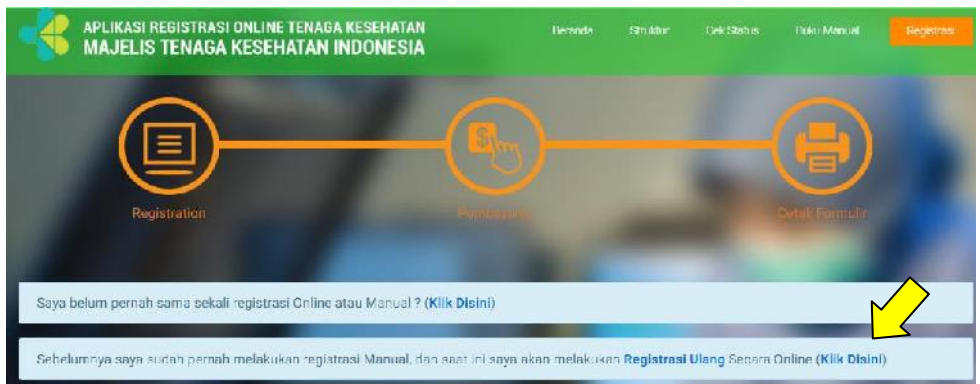 APLIKASI REGISTRASI ONLINE TENAGA KESEHATAN
MAJELIS TENAGA KESEHATAN INDONESIA
Beranda Struktur Cek Status Buku Manual Registrasi
Registration Pembayaran Cetak Formulir
Saya belum pernah sama sekali registrasi Online atau Manual ? (Klik Disini)
Sebelumnya saya sudah pernah melakukan registrasi Manual, dan saat ini saya akan melakukan Registrasi Ulang Secara Online (Klik Disini)